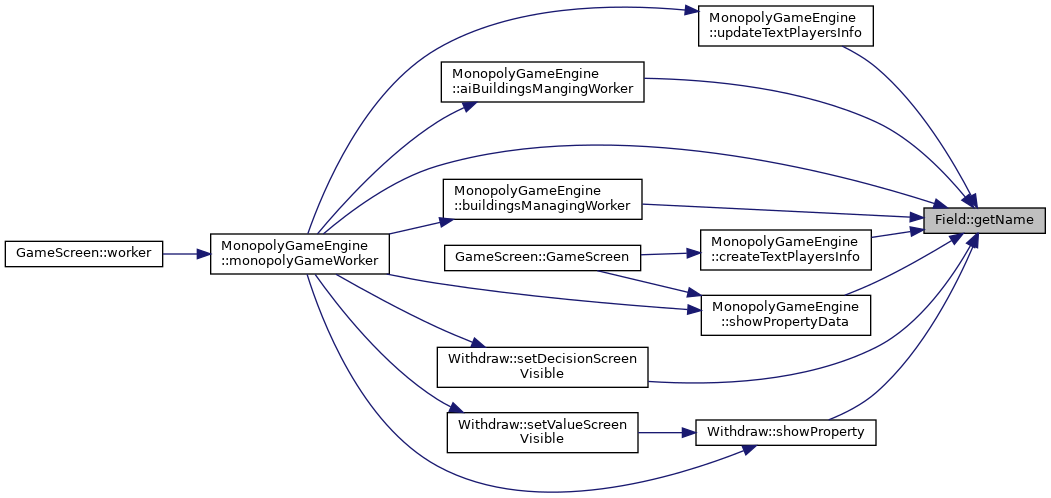 MonopolyGameEngine
::updateTextPlayersInfo
MonopolyGameEngine
::aiBuildingsMangingWorker
MonopolyGameEngine
::buildingsManagingWorker
Field::getName
GameScreen::worker
MonopolyGameEngine
::monopolyGameWorker
GameScreen::GameScreen
MonopolyGameEngine
::createTextPlayersInfo
MonopolyGameEngine
::showPropertyData
Withdraw::setDecisionScreen
Visible
Withdraw::setValueScreen
Visible
Withdraw::showProperty